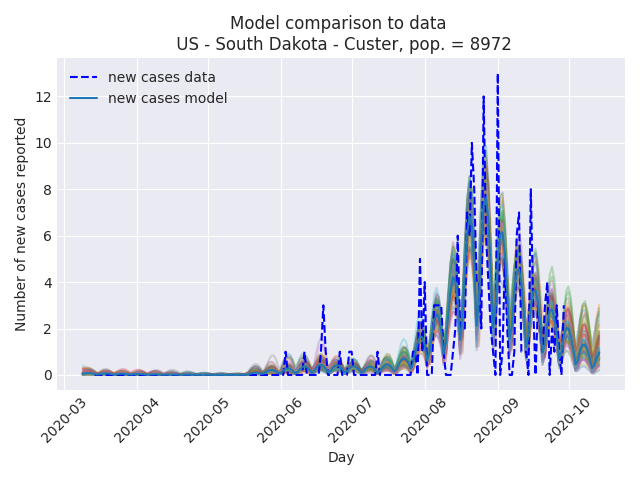 Model comparison to data
US - South Dakota - Custer, pop. = 8972
new cases data
new cases model
Number of new cases reported
12
10
8
6
4
2
0
2020-03
2020-04
2020-05
2020-06
2020-07
2020-08
2020-09
2020-10
Day